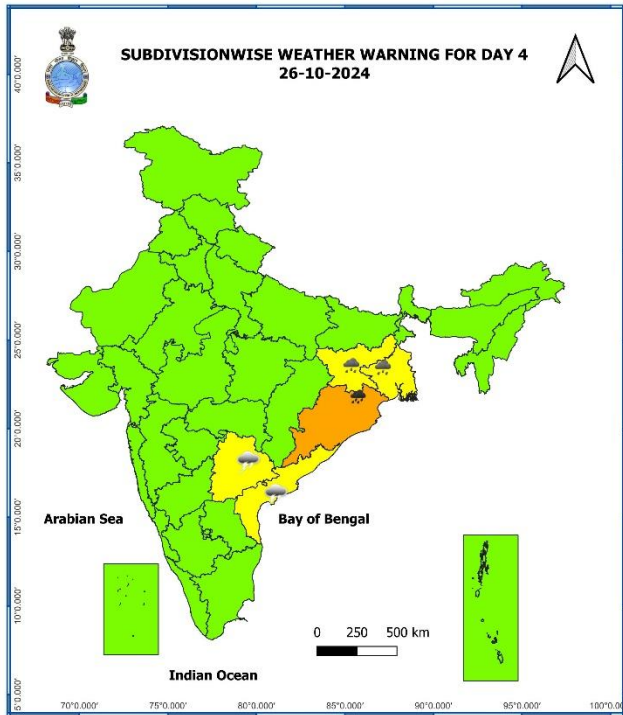 SUBDIVISIONWISE WEATHER WARNING FOR DAY 4
26-10-2024
40°0.000'
35°0.000'
30°0.000'
25°0.000'
20°0.000'
15°0.000'
10°0.000'
5°0.000'
Arabian Sea
Bay of Bengal
0 250 500 km
Indian Ocean
70°0.000' 75°0.000' 80°0.000' 85°0.000' 90°0.000' 95°0.000'